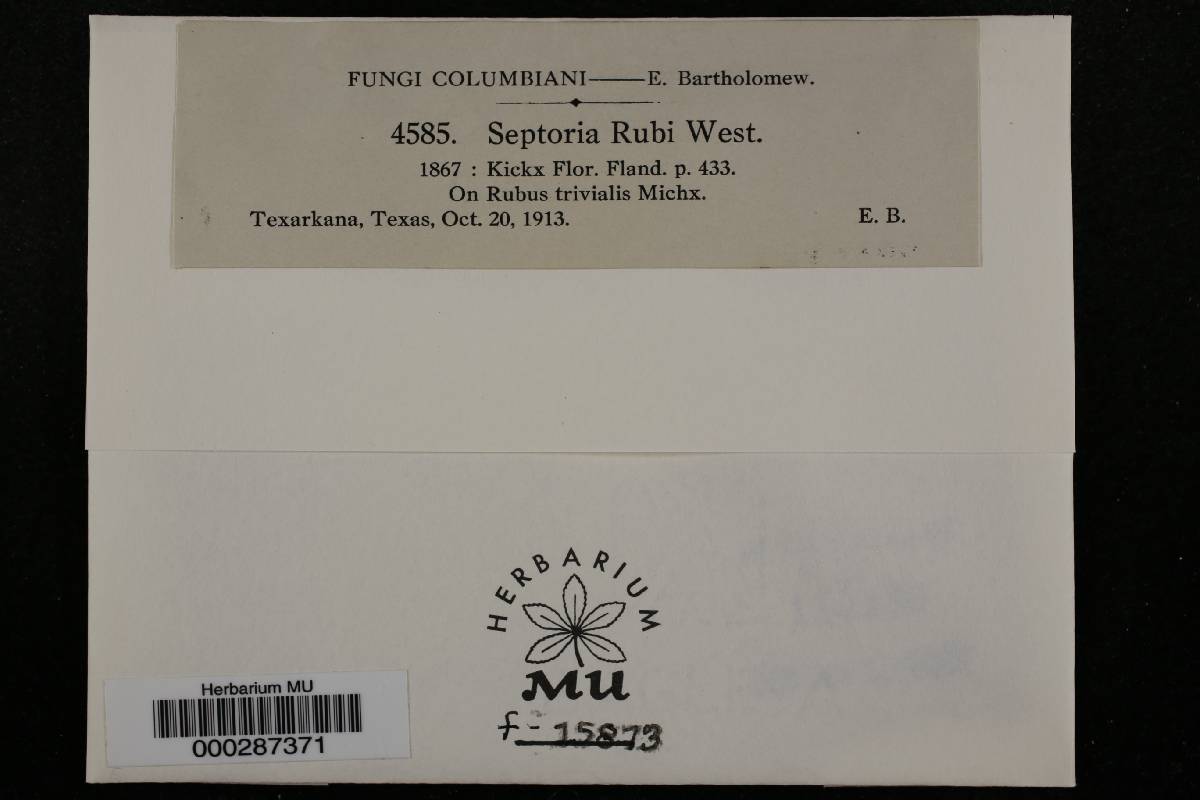 FUNGI COLUMBIANI——E. Bartholomew.
4585. Septoria Rubi West.
1867 : Kickx Flor. Fland. p. 433.
On Rubus trivialis Michx.
Texarkana, Texas, Oct. 20, 1913. E. B.
HERBARIUM
MU
f-15873
Herbarium MU
000287371